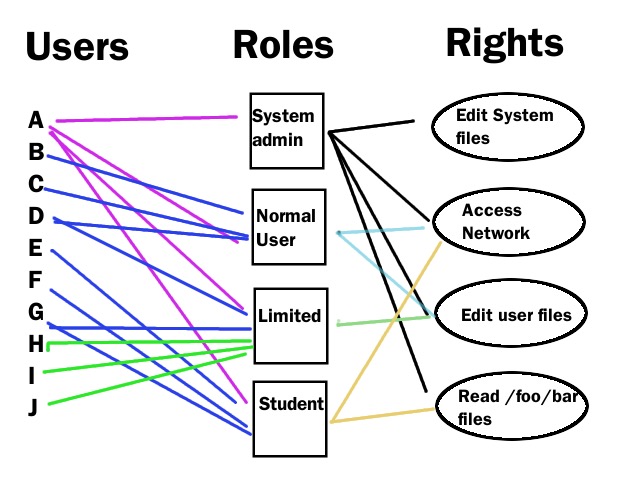 Users Roles Rights
A
B
C
D
E
F
G
H
I
J
System
admin
Normal
User
Limited
Student
Edit System
files
Access
Network
Edit user files
Read /foo/bar
files